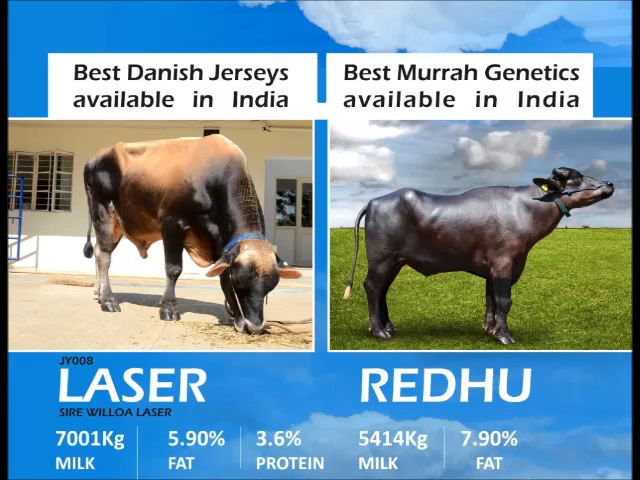 Best Danish Jerseys
available in India
Best Murrah Genetics
available in India
JY008
LASER
SIRE WILLOA LASER
7001Kg
MILK
5.90%
FAT
3.6%
PROTEIN
REDHU
5414Kg
MILK
7.90%
FAT